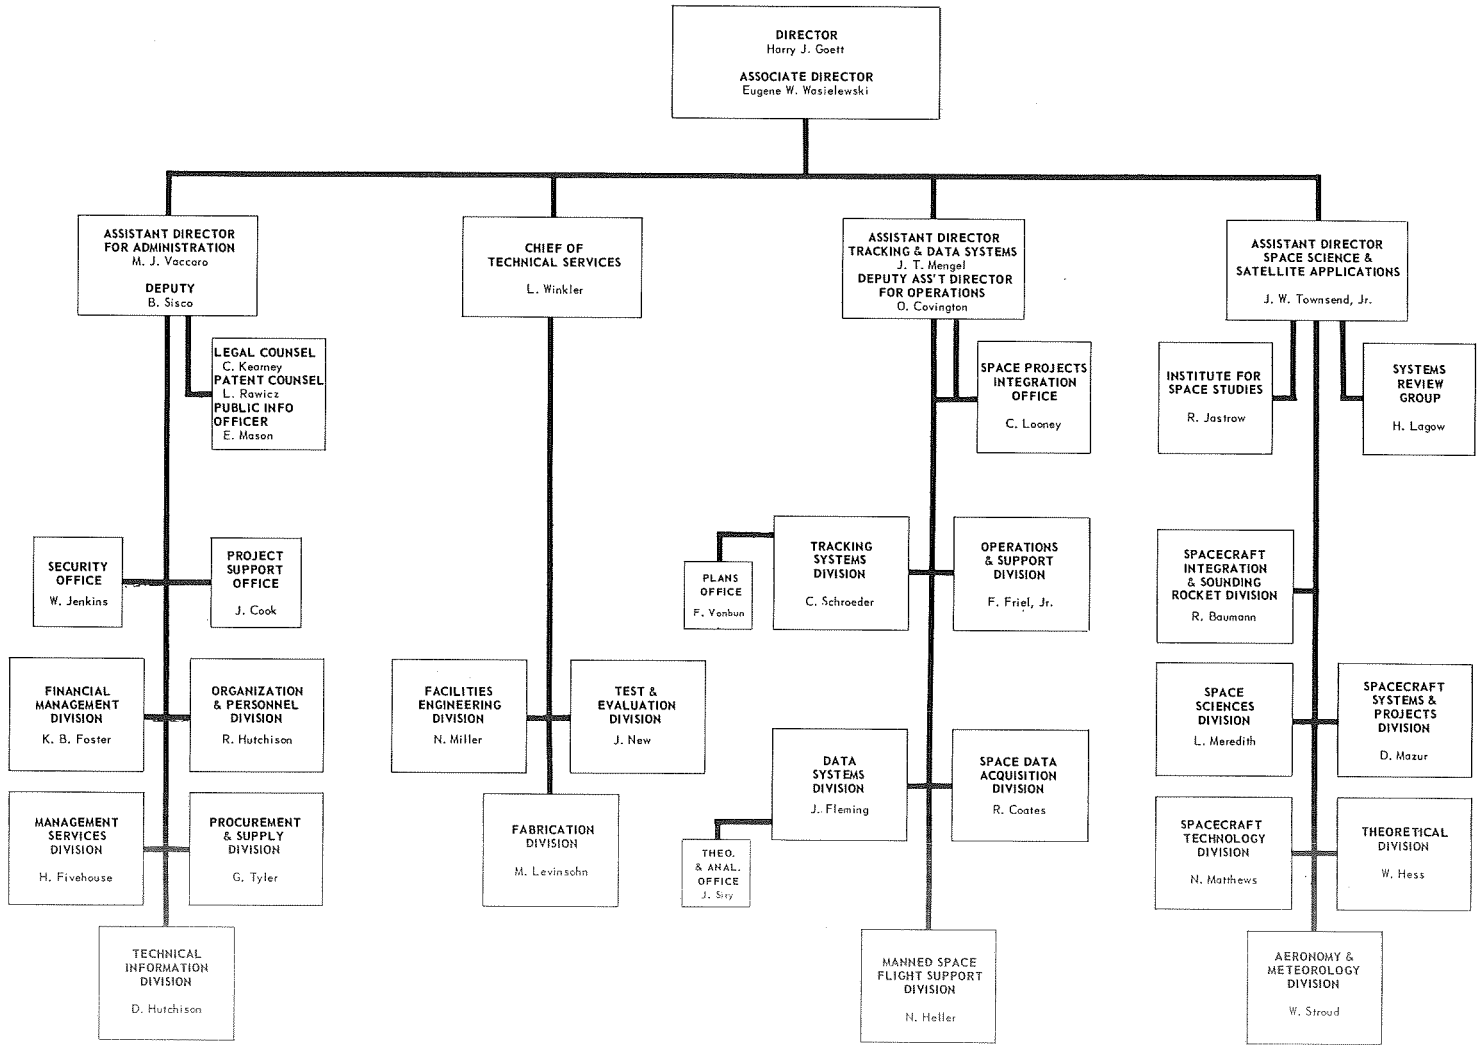 DIRECTOR
Harry J. Goett
ASSOCIATE DIRECTOR
Eugene W. Wasielewski
ASSISTANT DIRECTOR
FOR ADMINISTRATION
M. J. Vaccaro
DEPUTY
B. Sisco
CHIEF OF
TECHNICAL SERVICES
L. Winkler
ASSISTANT DIRECTOR
TRACKING & DATA SYSTEMS
J. T. Mengel
DEPUTY ASS'T DIRECTOR
FOR OPERATIONS
O. Covington
ASSISTANT DIRECTOR
SPACE SCIENCE &
SATELLITE APPLICATIONS
J. W. Townsend, Jr.
LEGAL COUNSEL
C. Kearney
PATENT COUNSEL
L. Rawicz
PUBLIC INFO
OFFICER
E. Mason
SPACE PROJECTS
INTEGRATION
OFFICE
C. Looney
INSTITUTE FOR
SPACE STUDIES
R. Jastrow
SYSTEMS
REVIEW
GROUP
H. Lagow
SECURITY
OFFICE
W. Jenkins
PROJECT
SUPPORT
OFFICE
J. Cook
PLANS
OFFICE
F. Vonbun
TRACKING
SYSTEMS
DIVISION
C. Schroeder
OPERATIONS
& SUPPORT
DIVISION
F. Friel, Jr.
SPACECRAFT
INTEGRATION
& SOUNDING
ROCKET DIVISION
R. Baumann
FINANCIAL
MANAGEMENT
DIVISION
K. B. Foster
ORGANIZATION
& PERSONNEL
DIVISION
R. Hutchison
FACILITIES
ENGINEERING
DIVISION
N. Miller
TEST &
EVALUATION
DIVISION
J. New
SPACE
SCIENCES
DIVISION
L. Meredith
SPACECRAFT
SYSTEMS &
PROJECTS
DIVISION
D. Mazur
MANAGEMENT
SERVICES
DIVISION
H. Fivehouse
PROCUREMENT
& SUPPLY
DIVISION
G. Tyler
FABRICATION
DIVISION
M. Levinsohn
DATA
SYSTEMS
DIVISION
J. Fleming
SPACE DATA
ACQUISITION
DIVISION
R. Coates
THEO.
& ANAL.
OFFICE
J. Siry
SPACECRAFT
TECHNOLOGY
DIVISION
N. Matthews
THEORETICAL
DIVISION
W. Hess
TECHNICAL
INFORMATION
DIVISION
D. Hutchison
MANNED SPACE
FLIGHT SUPPORT
DIVISION
N. Heller
AERONOMY &
METEOROLOGY
DIVISION
W. Stroud